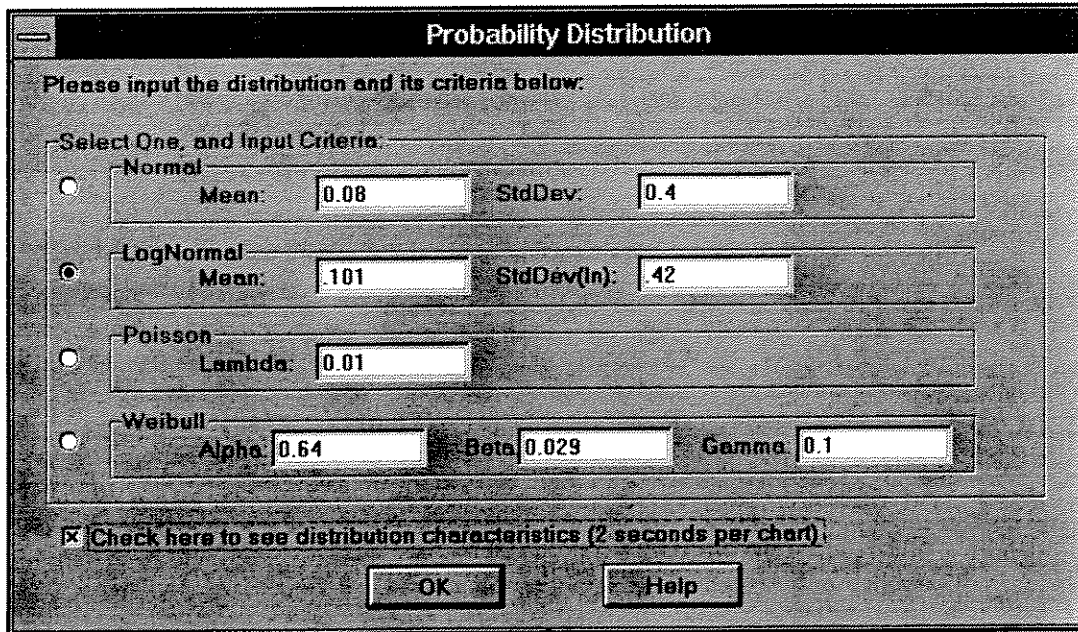 Probability Distribution
Please input the distribution and its criteria below:
Select One, and Input Criteria:
Normal
Mean: 0.08 StdDev: 0.4
LogNormal
Mean: .101 StdDev(ln): .42
Poisson
Lambda: 0.01
Weibull
Alpha: 0.64 Beta 0.029 Gamma: 0.1
Check here to see distribution characteristics (2 seconds per chart)
OK Help